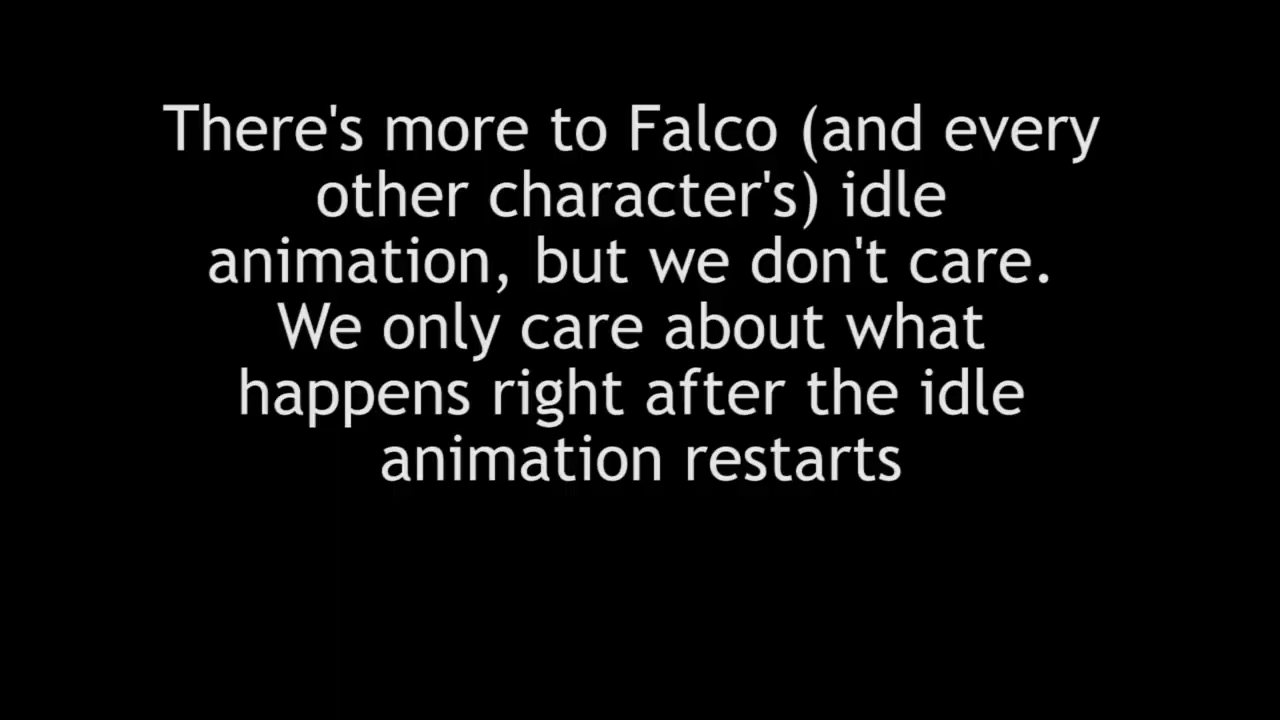 There's more to Falco (and every
other character's) idle
animation, but we don't care.
We only care about what
happens right after the idle
animation restarts